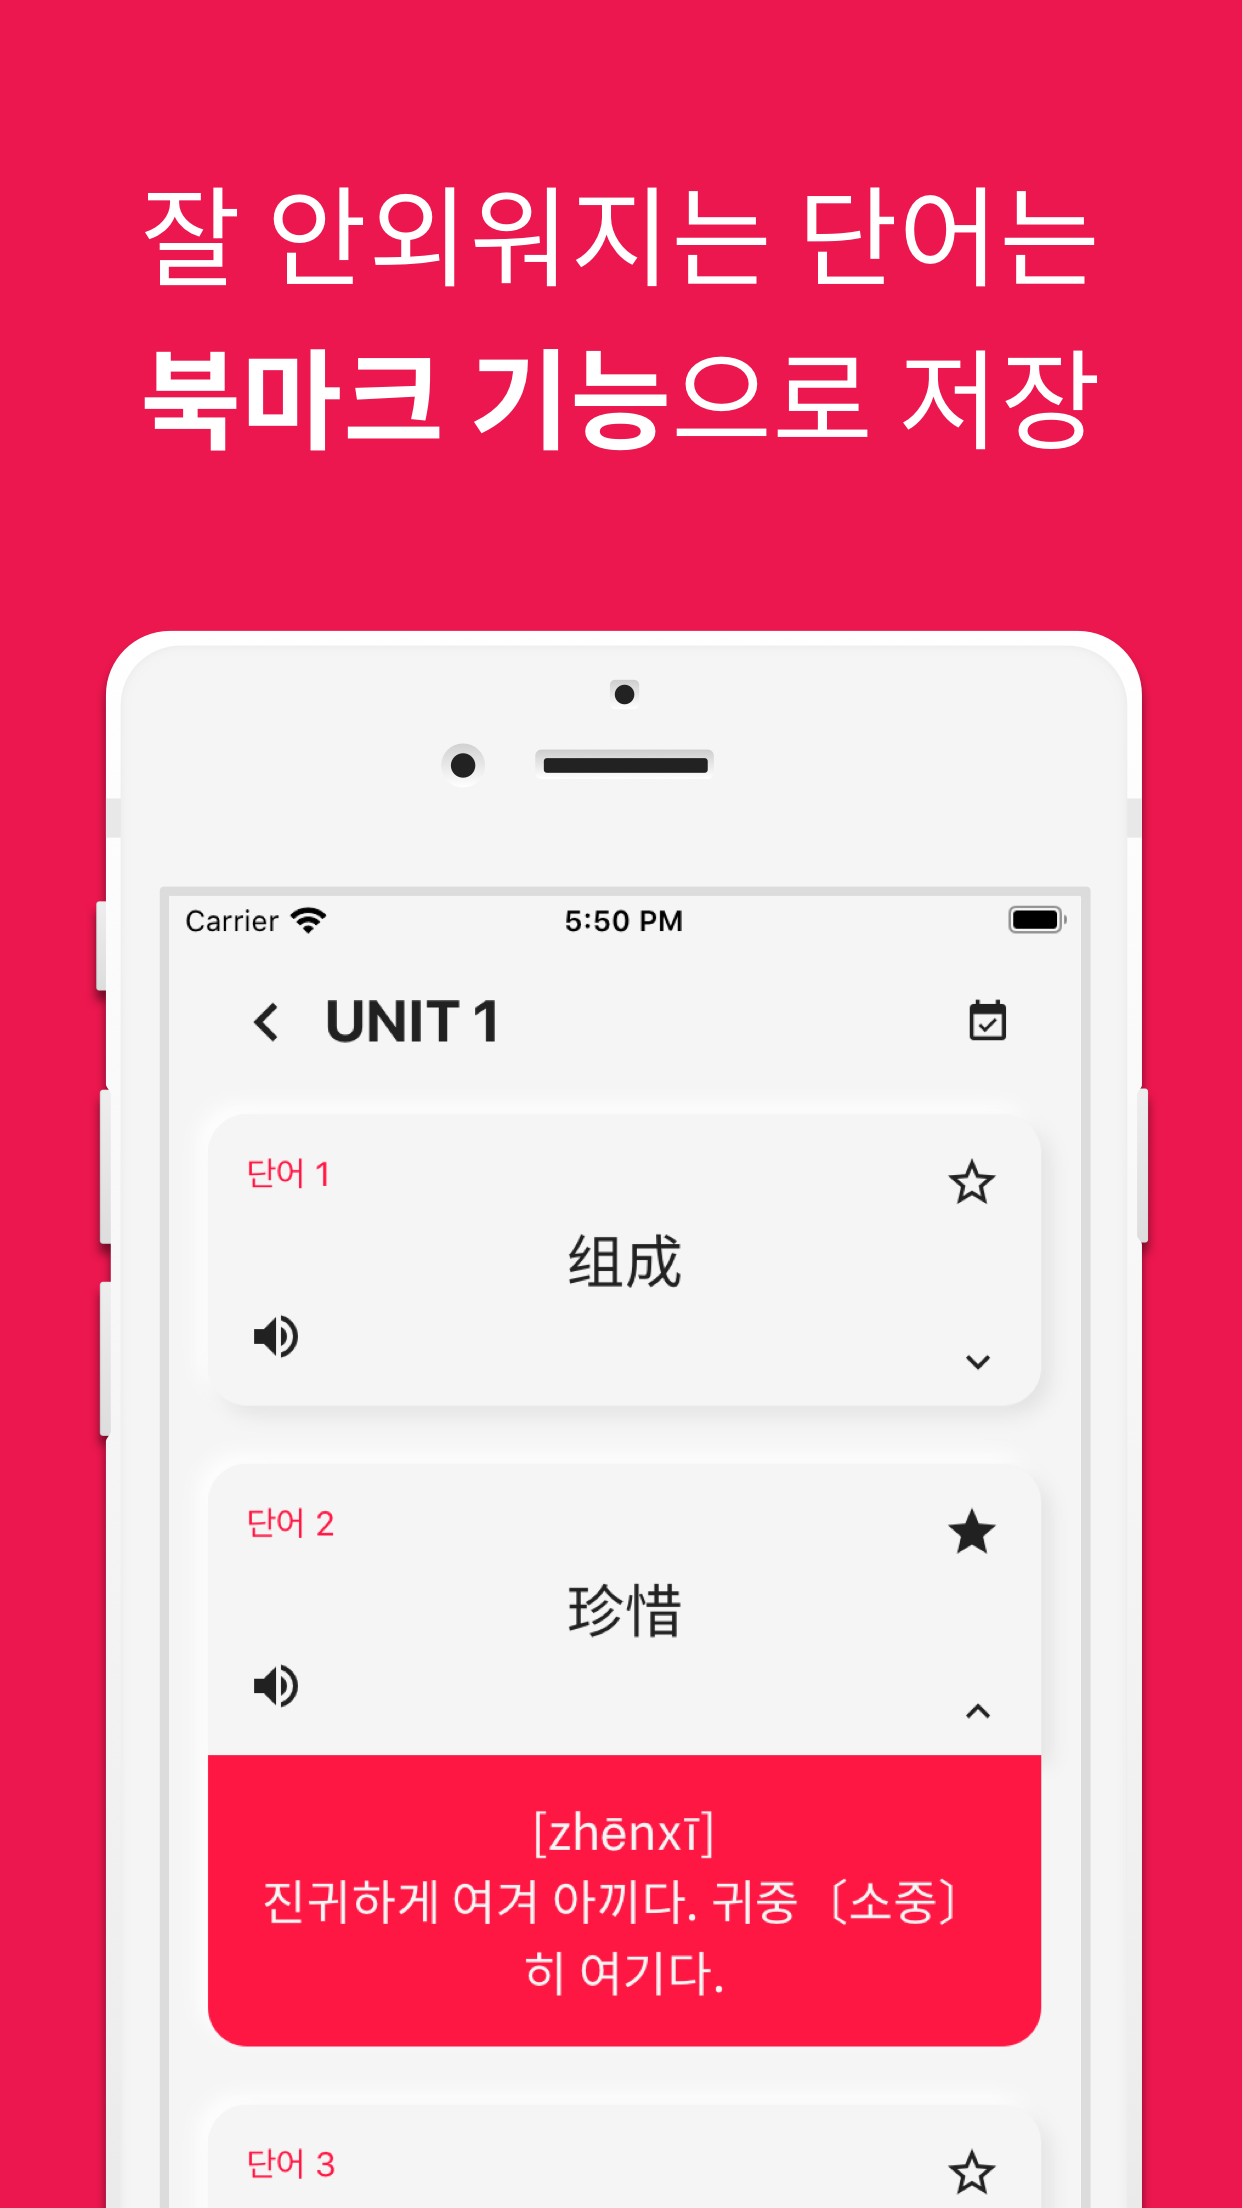 잘 안외워지는 단어는
북마크 기능으로 저장
Carrier
5:50 PM
UNIT 1
단어 1
组成
단어 2
珍惜
[zhēnxī]
진귀하게 여겨 아끼다. 귀중〔소중〕
히 여기다.
단어 3